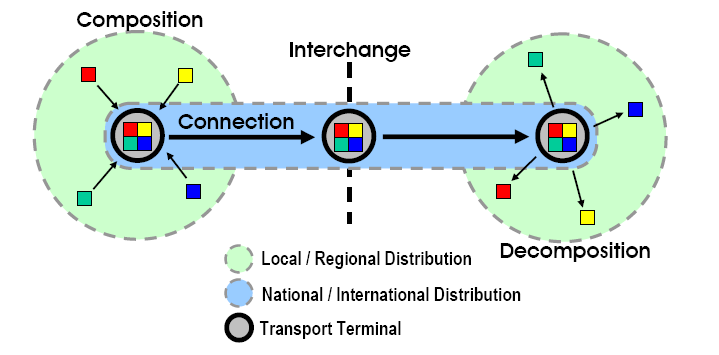 Composition
Interchange
Connection
Decomposition
Local / Regional Distribution
National / International Distribution
Transport Terminal